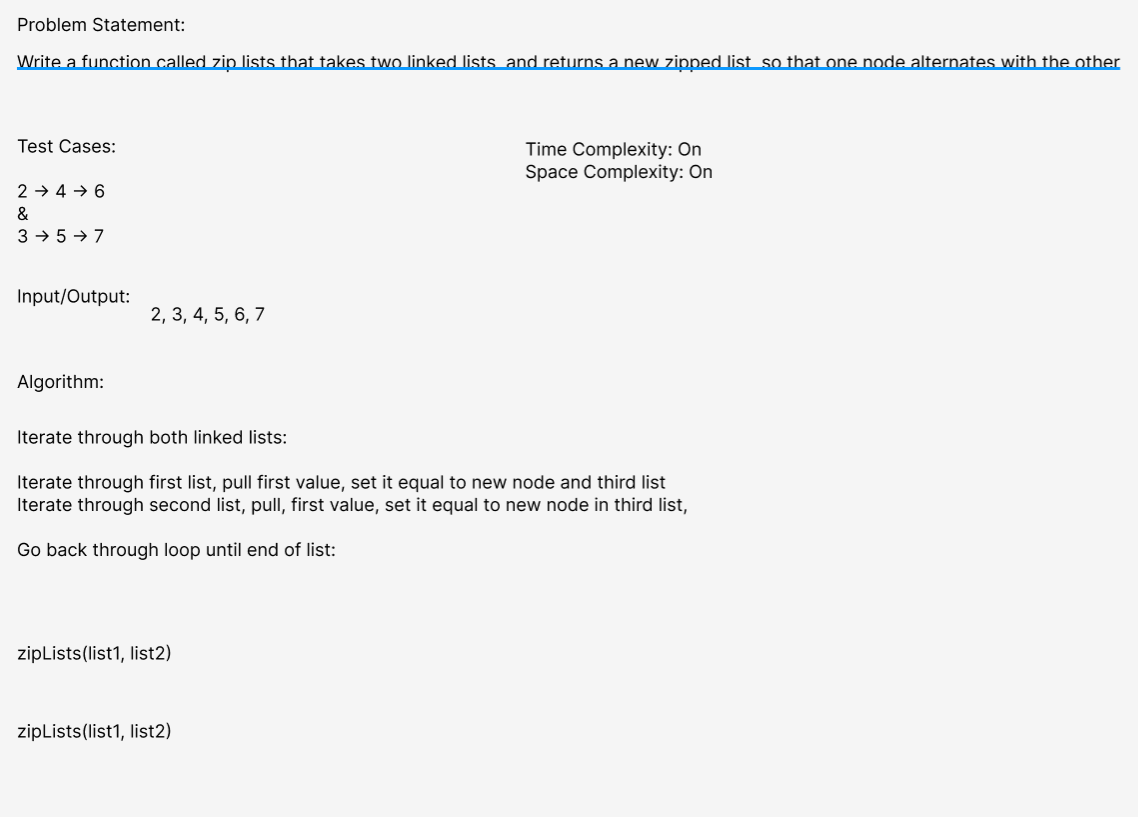 Problem Statement:
Write a function called zip lists that takes two linked lists, and returns a new zipped list, so that one node alternates with the other
Test Cases:
Time Complexity: On
Space Complexity: On
2 → 4 → 6
&
3 → 5 → 7
Input/Output:
2, 3, 4, 5, 6, 7
Algorithm:
Iterate through both linked lists:
Iterate through first list, pull first value, set it equal to new node and third list
Iterate through second list, pull, first value, set it equal to new node in third list,
Go back through loop until end of list:
zipLists(list1, list2)
zipLists(list1, list2)